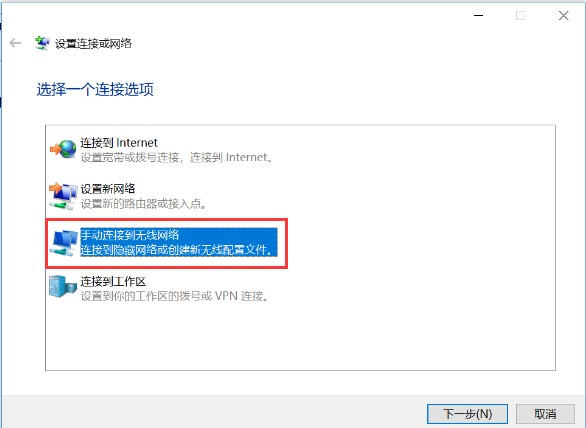 设置连接或网络
选择一个连接选项
连接到 Internet
设置宽带或拨号连接，连接到 Internet。
设置新网络
设置新的路由器或接入点。
手动连接到无线网络
连接到隐藏网络或创建新无线配置文件。
连接到工作区
设置到你的工作区的拨号或 VPN 连接。
下一步(N)
取消